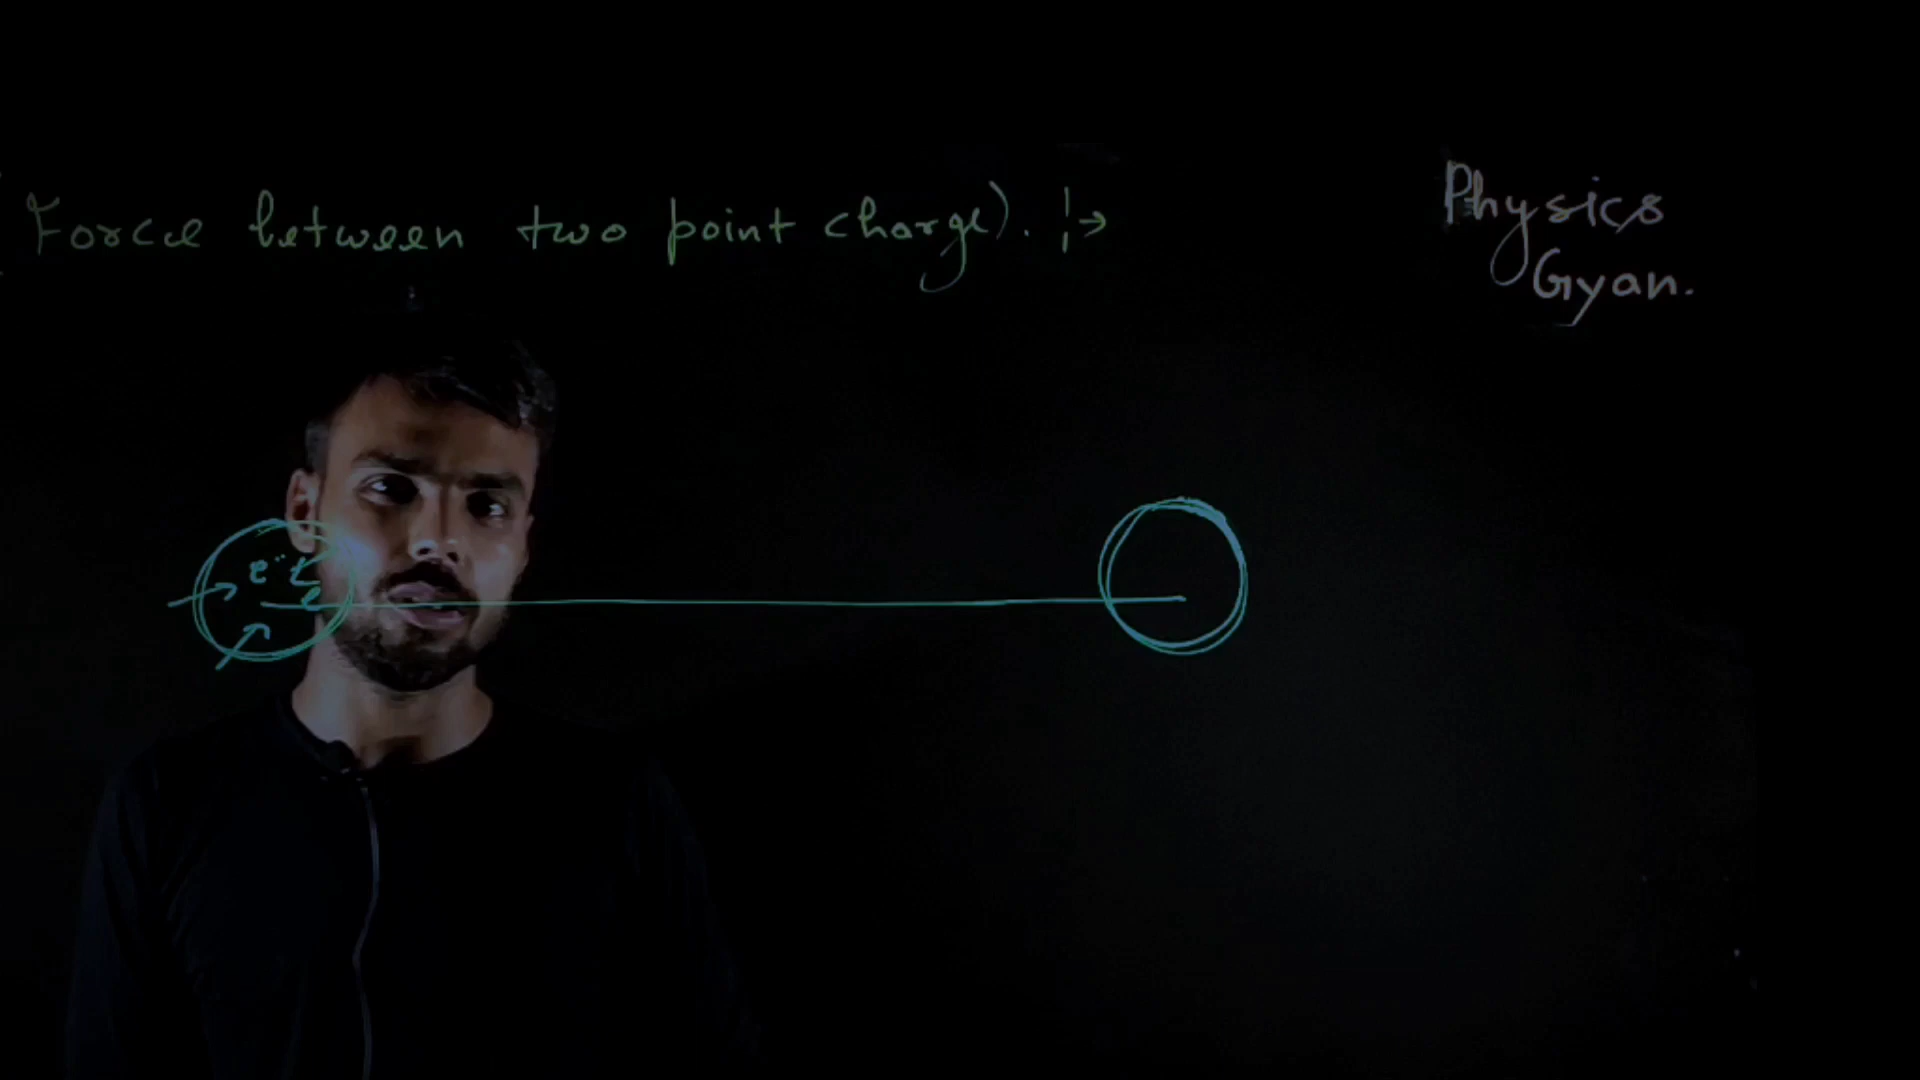 Force between two point charge). :→
Physics
Gyan.
e⁻
e